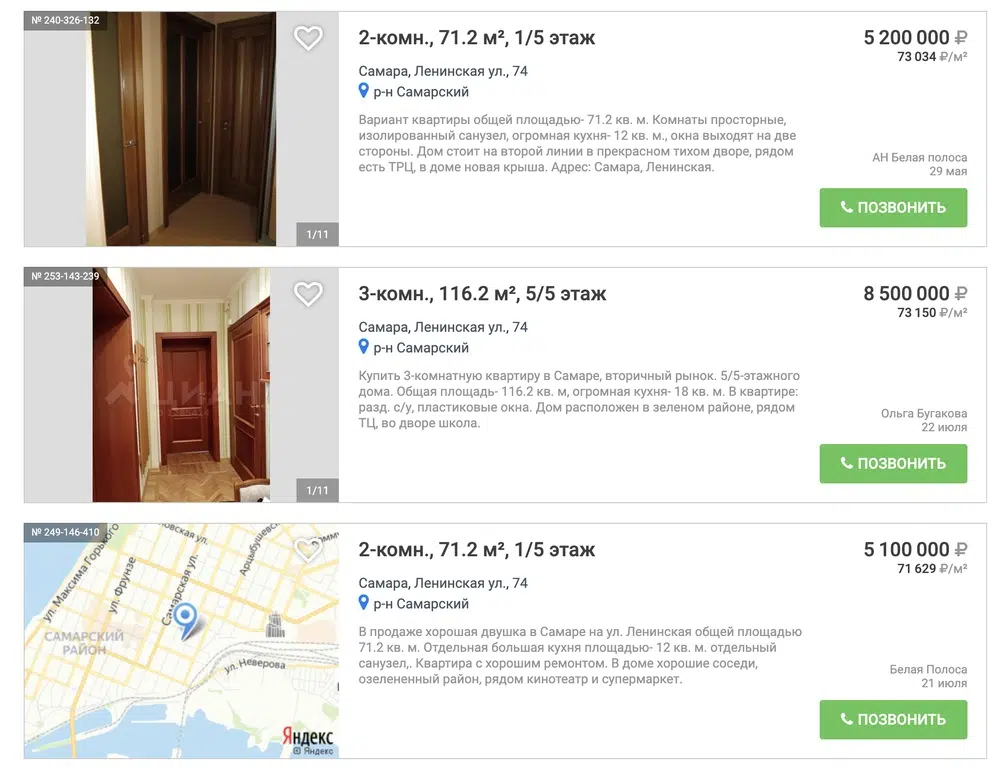 № 240-326-132
1/11
2-комн., 71.2 м², 1/5 этаж
5 200 000 ₽
73 034 ₽/м²
Самара, Ленинская ул., 74
р-н Самарский
Вариант квартиры общей площадью- 71.2 кв. м. Комнаты просторные,
изолированный санузел, огромная кухня- 12 кв. м., окна выходят на две
стороны. Дом стоит на второй линии в прекрасном тихом дворе, рядом
есть ТРЦ, в доме новая крыша. Адрес: Самара, Ленинская.
АН Белая полоса
29 мая
ПОЗВОНИТЬ
№ 253-143-239
ЦИАН
1/11
3-комн., 116.2 м², 5/5 этаж
8 500 000 ₽
73 150 ₽/м²
Самара, Ленинская ул., 74
р-н Самарский
Купить 3-комнатную квартиру в Самаре, вторичный рынок. 5/5-этажного
дома. Общая площадь- 116.2 кв. м, огромная кухня- 18 кв. м. В квартире:
разд. с/у, пластиковые окна. Дом расположен в зеленом районе, рядом
ТЦ, во дворе школа.
Ольга Бугакова
22 июля
ПОЗВОНИТЬ
№ 249-146-410
ул. Максима Горького
ул. Фрунзе
Самарская ул.
САМАРСКИЙ
РАЙОН
ул. Неверова
Яндекс
© Яндекс
2-комн., 71.2 м², 1/5 этаж
5 100 000 ₽
71 629 ₽/м²
Самара, Ленинская ул., 74
р-н Самарский
В продаже хорошая двушка в Самаре на ул. Ленинская общей площадью
71.2 кв. м. Отдельная большая кухня площадью- 12 кв. м. отдельный
санузел,. Квартира с хорошим ремонтом. В доме хорошие соседи,
озелененный район, рядом кинотеатр и супермаркет.
Белая Полоса
21 июля
ПОЗВОНИТЬ